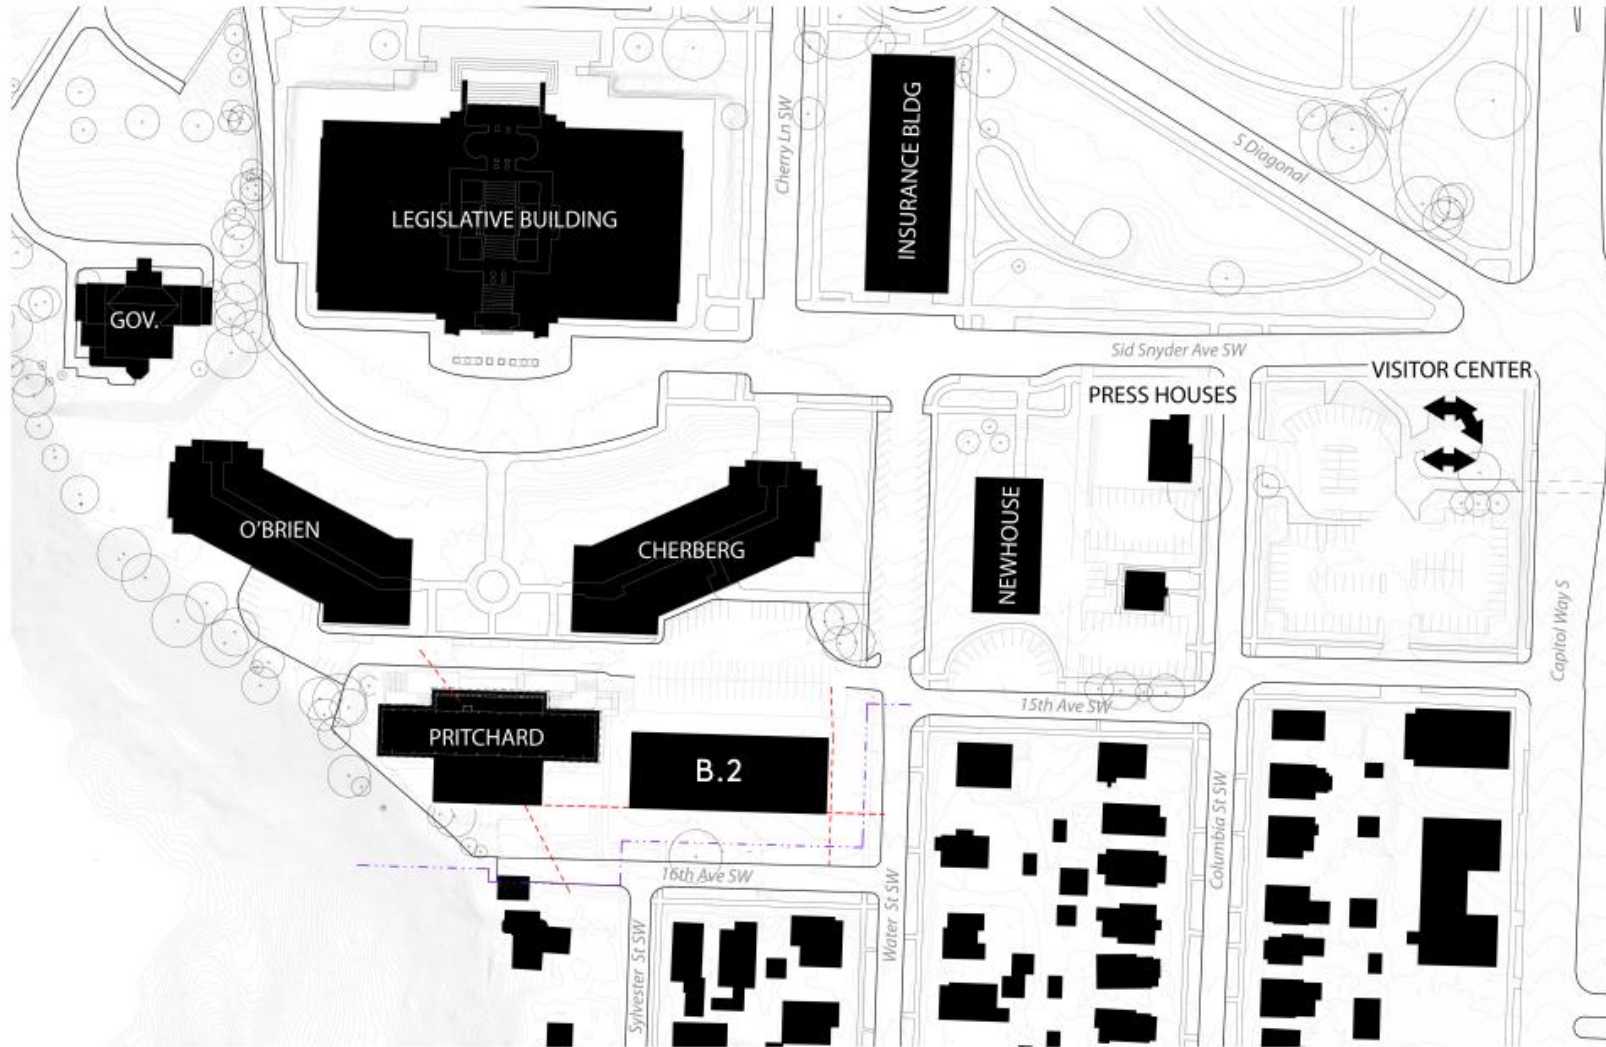 INSURANCE BLDG
Cherry Ln SW
S Diagonal
LEGISLATIVE BUILDING
GOV.
Sid Snyder Ave SW
VISITOR CENTER
PRESS HOUSES
O'BRIEN
CHERBERG
NEWHOUSE
Capitol Way S
15th Ave SW
PRITCHARD
B.2
Columbia St SW
16th Ave SW
Water St SW
Sylvester St SW